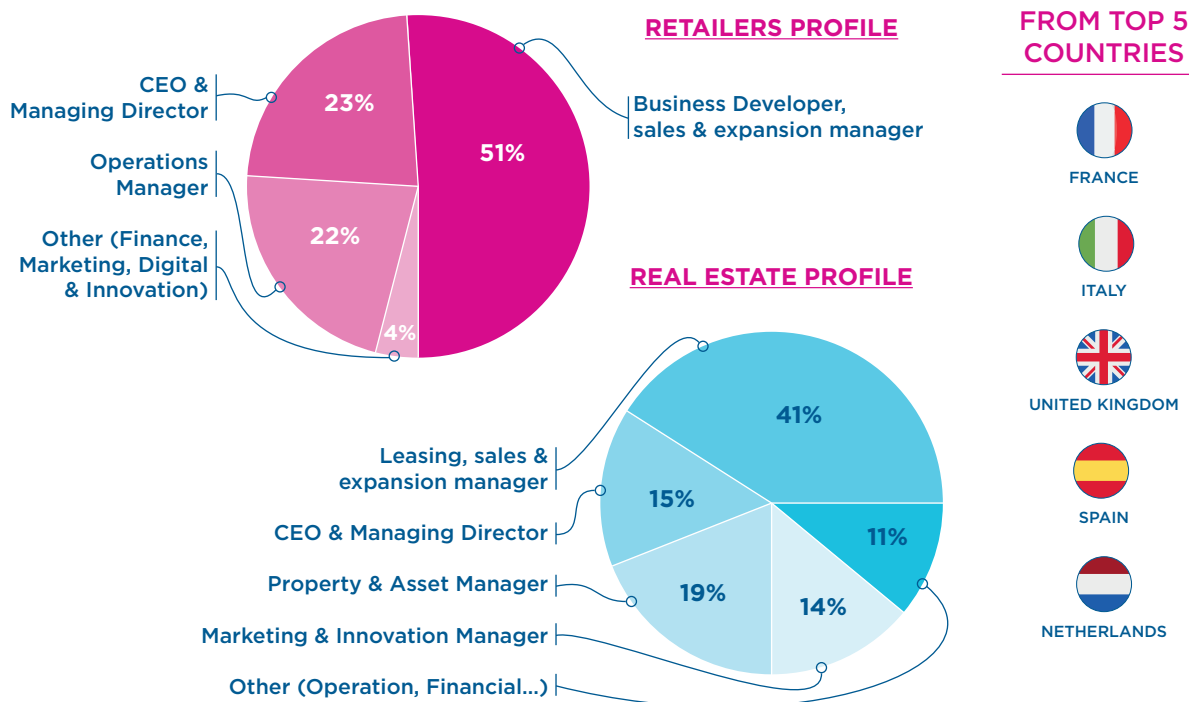 RETAILERS PROFILE
CEO &
Managing Director
23%
Operations
Manager
22%
Other (Finance,
Marketing, Digital
& Innovation)
4%
51%
Business Developer,
sales & expansion manager
REAL ESTATE PROFILE
Leasing, sales &
expansion manager
41%
CEO & Managing Director
15%
Property & Asset Manager
19%
Marketing & Innovation Manager
14%
Other (Operation, Financial...)
11%
FROM TOP 5
COUNTRIES
FRANCE
ITALY
UNITED KINGDOM
SPAIN
NETHERLANDS